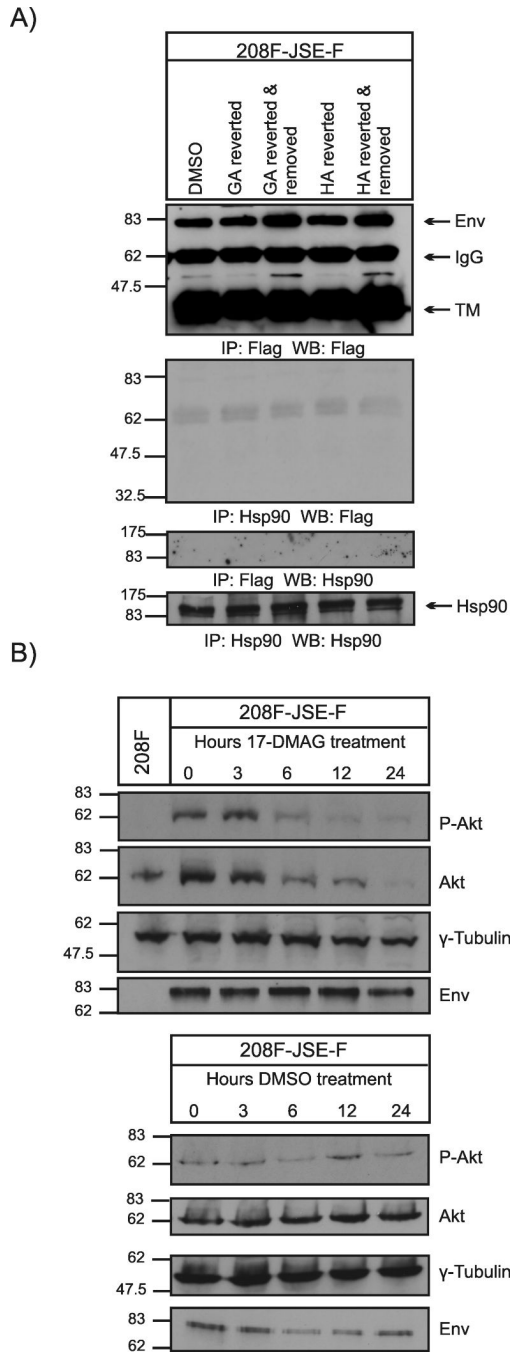 A)
208F-JSE-F
DMSO
GA reverted
GA reverted & removed
HA reverted
HA reverted & removed
83
62
47.5
Env
IgG
TM
IP: Flag WB: Flag
83
62
47.5
32.5
IP: Hsp90 WB: Flag
175
83
IP: Flag WB: Hsp90
175
83
Hsp90
IP: Hsp90 WB: Hsp90
B)
208F
208F-JSE-F
Hours 17-DMAG treatment
0 3 6 12 24
83
62
P-Akt
83
62
Akt
62
47.5
γ-Tubulin
83
62
Env
208F-JSE-F
Hours DMSO treatment
0 3 6 12 24
83
62
P-Akt
83
62
Akt
62
47.5
γ-Tubulin
83
62
Env